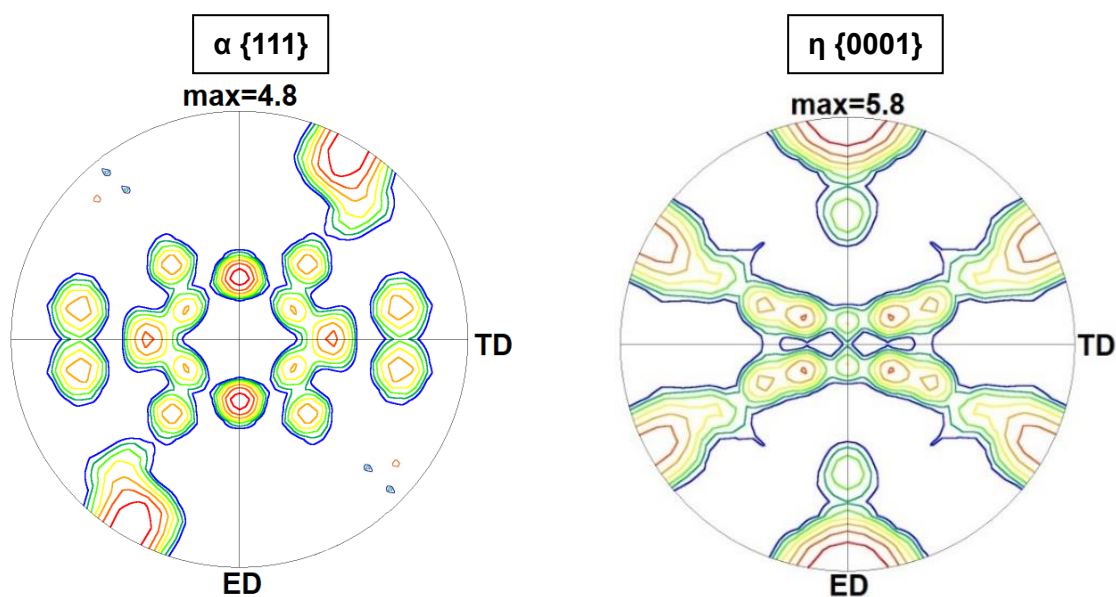 α {111}
max=4.8
TD
ED
η {0001}
max=5.8
TD
ED